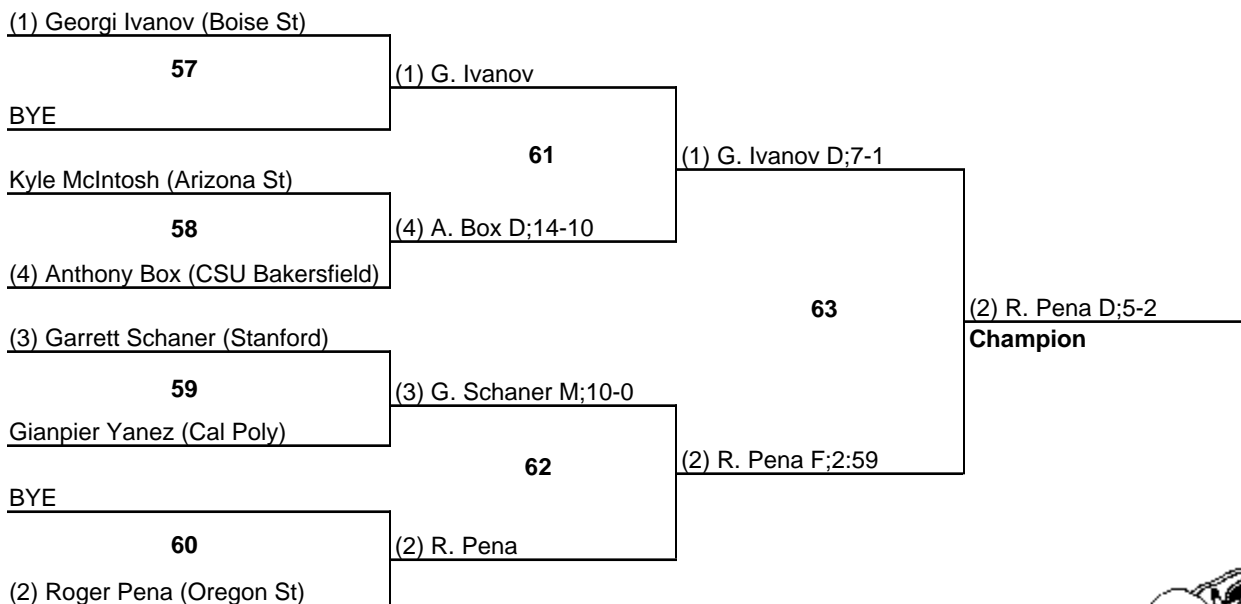 (1) Georgi Ivanov (Boise St)
57
(1) G. Ivanov
BYE
61
(1) G. Ivanov D;7-1
Kyle McIntosh (Arizona St)
58
(4) A. Box D;14-10
(4) Anthony Box (CSU Bakersfield)
63
(2) R. Pena D;5-2
Champion
(3) Garrett Schaner (Stanford)
59
(3) G. Schaner M;10-0
Gianpier Yanez (Cal Poly)
62
(2) R. Pena F;2:59
BYE
60
(2) R. Pena
(2) Roger Pena (Oregon St)